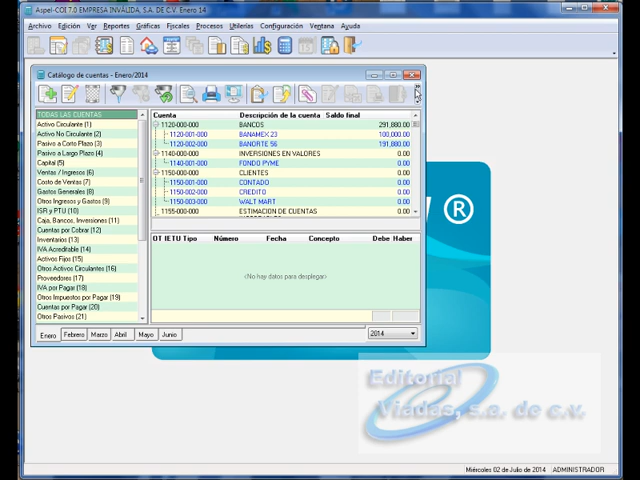 Aspel-COI 7.0 EMPRESA INVALIDA, S.A. DE C.V. Enero 14
Archivo Edición Ver Reportes Gráficas Fiscales Procesos Utilerías Configuración Ventana Ayuda
Catálogo de cuentas - Enero/2014
TODAS LAS CUENTAS
Activo Circulante (1)
Activo No Circulante (2)
Pasivo a Corto Plazo (3)
Pasivo a Largo Plazo (4)
Capital (5)
Ventas / Ingresos (6)
Costo de Ventas (7)
Gastos Generales (8)
Otros Ingresos y Gastos (9)
ISR y PTU (10)
Caja, Bancos, Inversiones (11)
Cuentas por Cobrar (12)
Inventarios (13)
IVA Acreditable (14)
Activos Fijos (15)
Otros Activos Circulantes (16)
Proveedores (17)
IVA por Pagar (18)
Otros Impuestos por Pagar (19)
Cuentas por Pagar (20)
Otros Pasivos (21)
Cuenta Descripción de la cuenta Saldo final
1120-000-000 BANCOS 291,880.00
1120-001-000 BANAMEX 23 100,000.00
1120-002-000 BANORTE 56 191,880.00
1140-000-000 INVERSIONES EN VALORES 0.00
1140-001-000 FONDO PYME 0.00
1150-000-000 CLIENTES 0.00
1150-001-000 CONTADO 0.00
1150-002-000 CREDITO 0.00
1150-003-000 WALT MART 0.00
1155-000-000 ESTIMACION DE CUENTAS 0.00
OT IETU Tipo Número Fecha Concepto Debe Haber
<No hay datos para desplegar>
Enero Febrero Marzo Abril Mayo Junio
2014
®
Editorial
Viadas, s.a. de c.v.
Miércoles 02 de Julio de 2014 ADMINISTRADOR